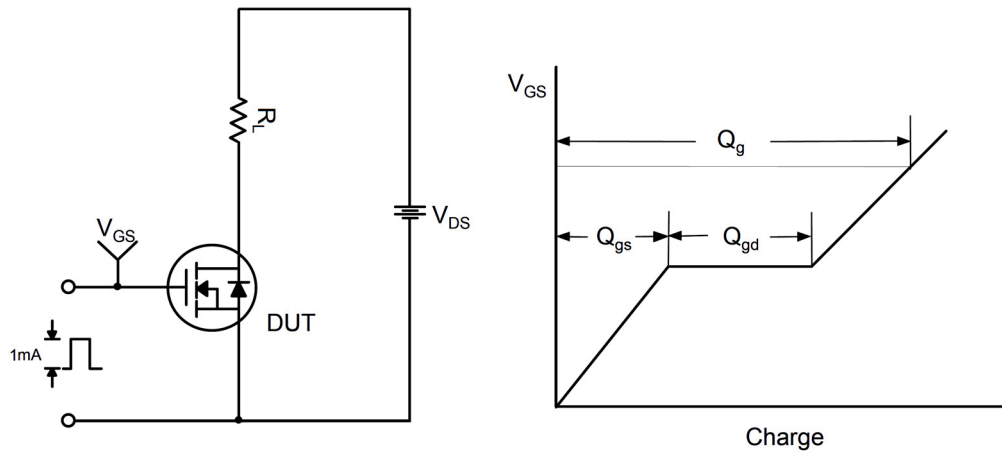 R_L
V_GS
V_DS
DUT
1mA
V_GS
Q_g
Q_gs
Q_gd
Charge